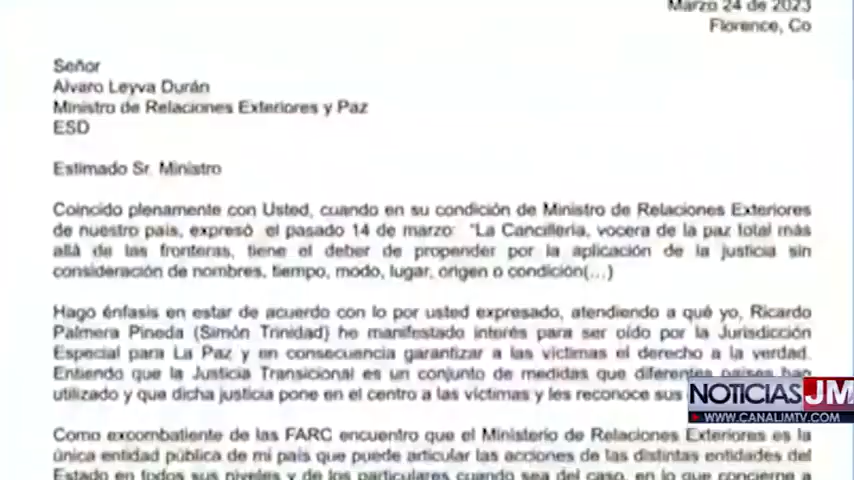 Marzo 24 de 2023
Florence, Co
Señor
Alvaro Leyva Durán
Ministro de Relaciones Exteriores y Paz
ESD
Estimado Sr. Ministro
Coincido plenamente con Usted, cuando en su condición de Ministro de Relaciones Exteriores
de nuestro país, expresó el pasado 14 de marzo: "La Cancillería, vocera de la paz total más
allá de las fronteras, tiene el deber de propender por la aplicación de la justicia sin
consideración de nombres, tiempo, modo, lugar, origen o condición(...)
Hago énfasis en estar de acuerdo con lo por usted expresado, atendiendo a qué yo, Ricardo
Palmera Pineda (Simón Trinidad) he manifestado interés para ser oído por la Jurisdicción
Especial para La Paz y en consecuencia garantizar a las víctimas el derecho a la verdad.
Entiendo que la Justicia Transicional es un conjunto de medidas que diferentes países han
utilizado y que dicha justicia pone en el centro a las víctimas y les reconoce sus
NOTICIAS JM
WWW.CANALJMTV.COM
Como excombatiente de las FARC encuentro que el Ministerio de Relaciones Exteriores es la
única entidad pública de mi país que puede articular las acciones de las distintas entidades del
Estado en todos sus niveles y de los particulares cuando sea del caso, en lo que concierne a